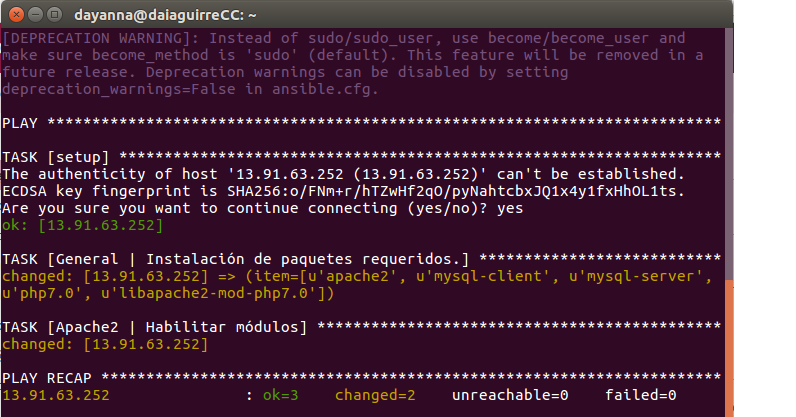 dayanna@daiaguirreCC: ~
[DEPRECATION WARNING]: Instead of sudo/sudo_user, use become/become_user and
make sure become_method is 'sudo' (default). This feature will be removed in a
future release. Deprecation warnings can be disabled by setting
deprecation_warnings=False in ansible.cfg.
PLAY ***************************************************************************
TASK [setup] *******************************************************************
The authenticity of host '13.91.63.252 (13.91.63.252)' can't be established.
ECDSA key fingerprint is SHA256:o/FNm+r/hTZwHf2qO/pyNahtcbxJQ1x4y1fxHhOL1ts.
Are you sure you want to continue connecting (yes/no)? yes
ok: [13.91.63.252]
TASK [General | Instalación de paquetes requeridos.] ***************************
changed: [13.91.63.252] => (item=[u'apache2', u'mysql-client', u'mysql-server',
u'php7.0', u'libapache2-mod-php7.0'])
TASK [Apache2 | Habilitar módulos] *********************************************
changed: [13.91.63.252]
PLAY RECAP *********************************************************************
13.91.63.252               : ok=3    changed=2    unreachable=0    failed=0